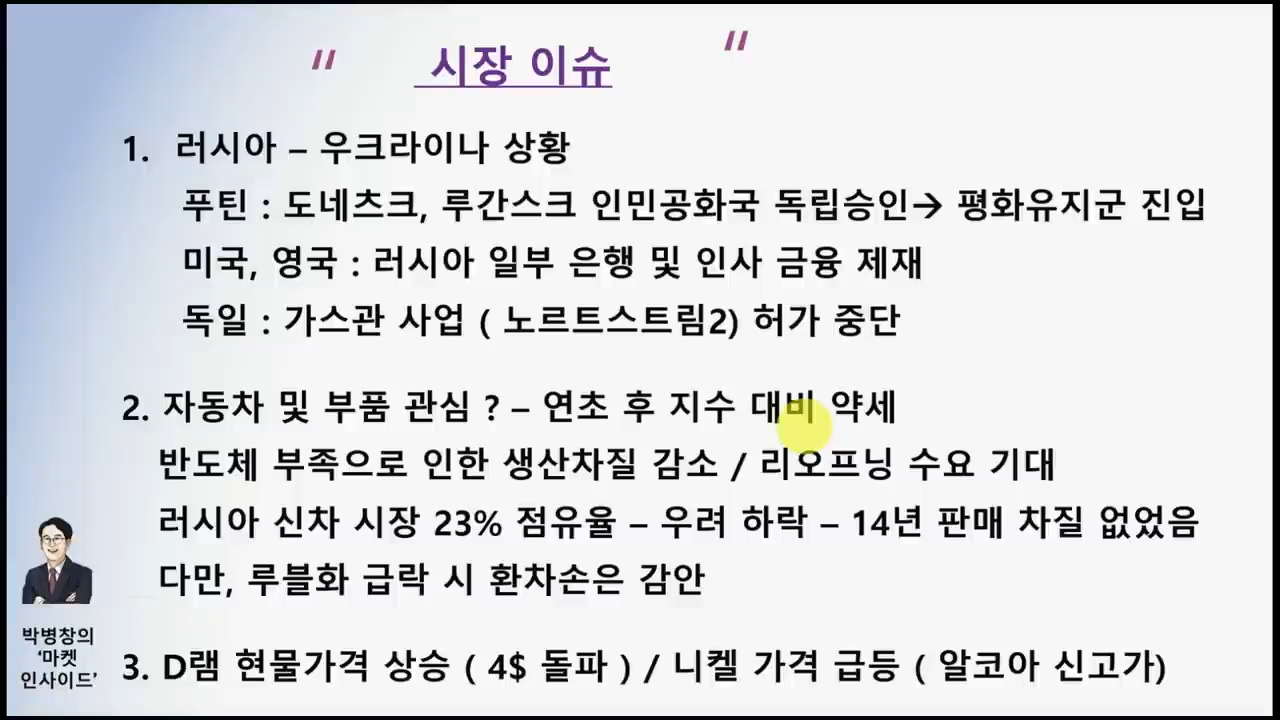 " 시장 이슈 "
1. 러시아 – 우크라이나 상황
푸틴 : 도네츠크, 루간스크 인민공화국 독립승인→ 평화유지군 진입
미국, 영국 : 러시아 일부 은행 및 인사 금융 제재
독일 : 가스관 사업 ( 노르트스트림2) 허가 중단
2. 자동차 및 부품 관심 ? – 연초 후 지수 대비 약세
반도체 부족으로 인한 생산차질 감소 / 리오프닝 수요 기대
러시아 신차 시장 23% 점유율 – 우려 하락 – 14년 판매 차질 없었음
다만, 루블화 급락 시 환차손은 감안
3. D램 현물가격 상승 ( 4$ 돌파 ) / 니켈 가격 급등 ( 알코아 신고가)
박병창의
‘마켓
인사이드’